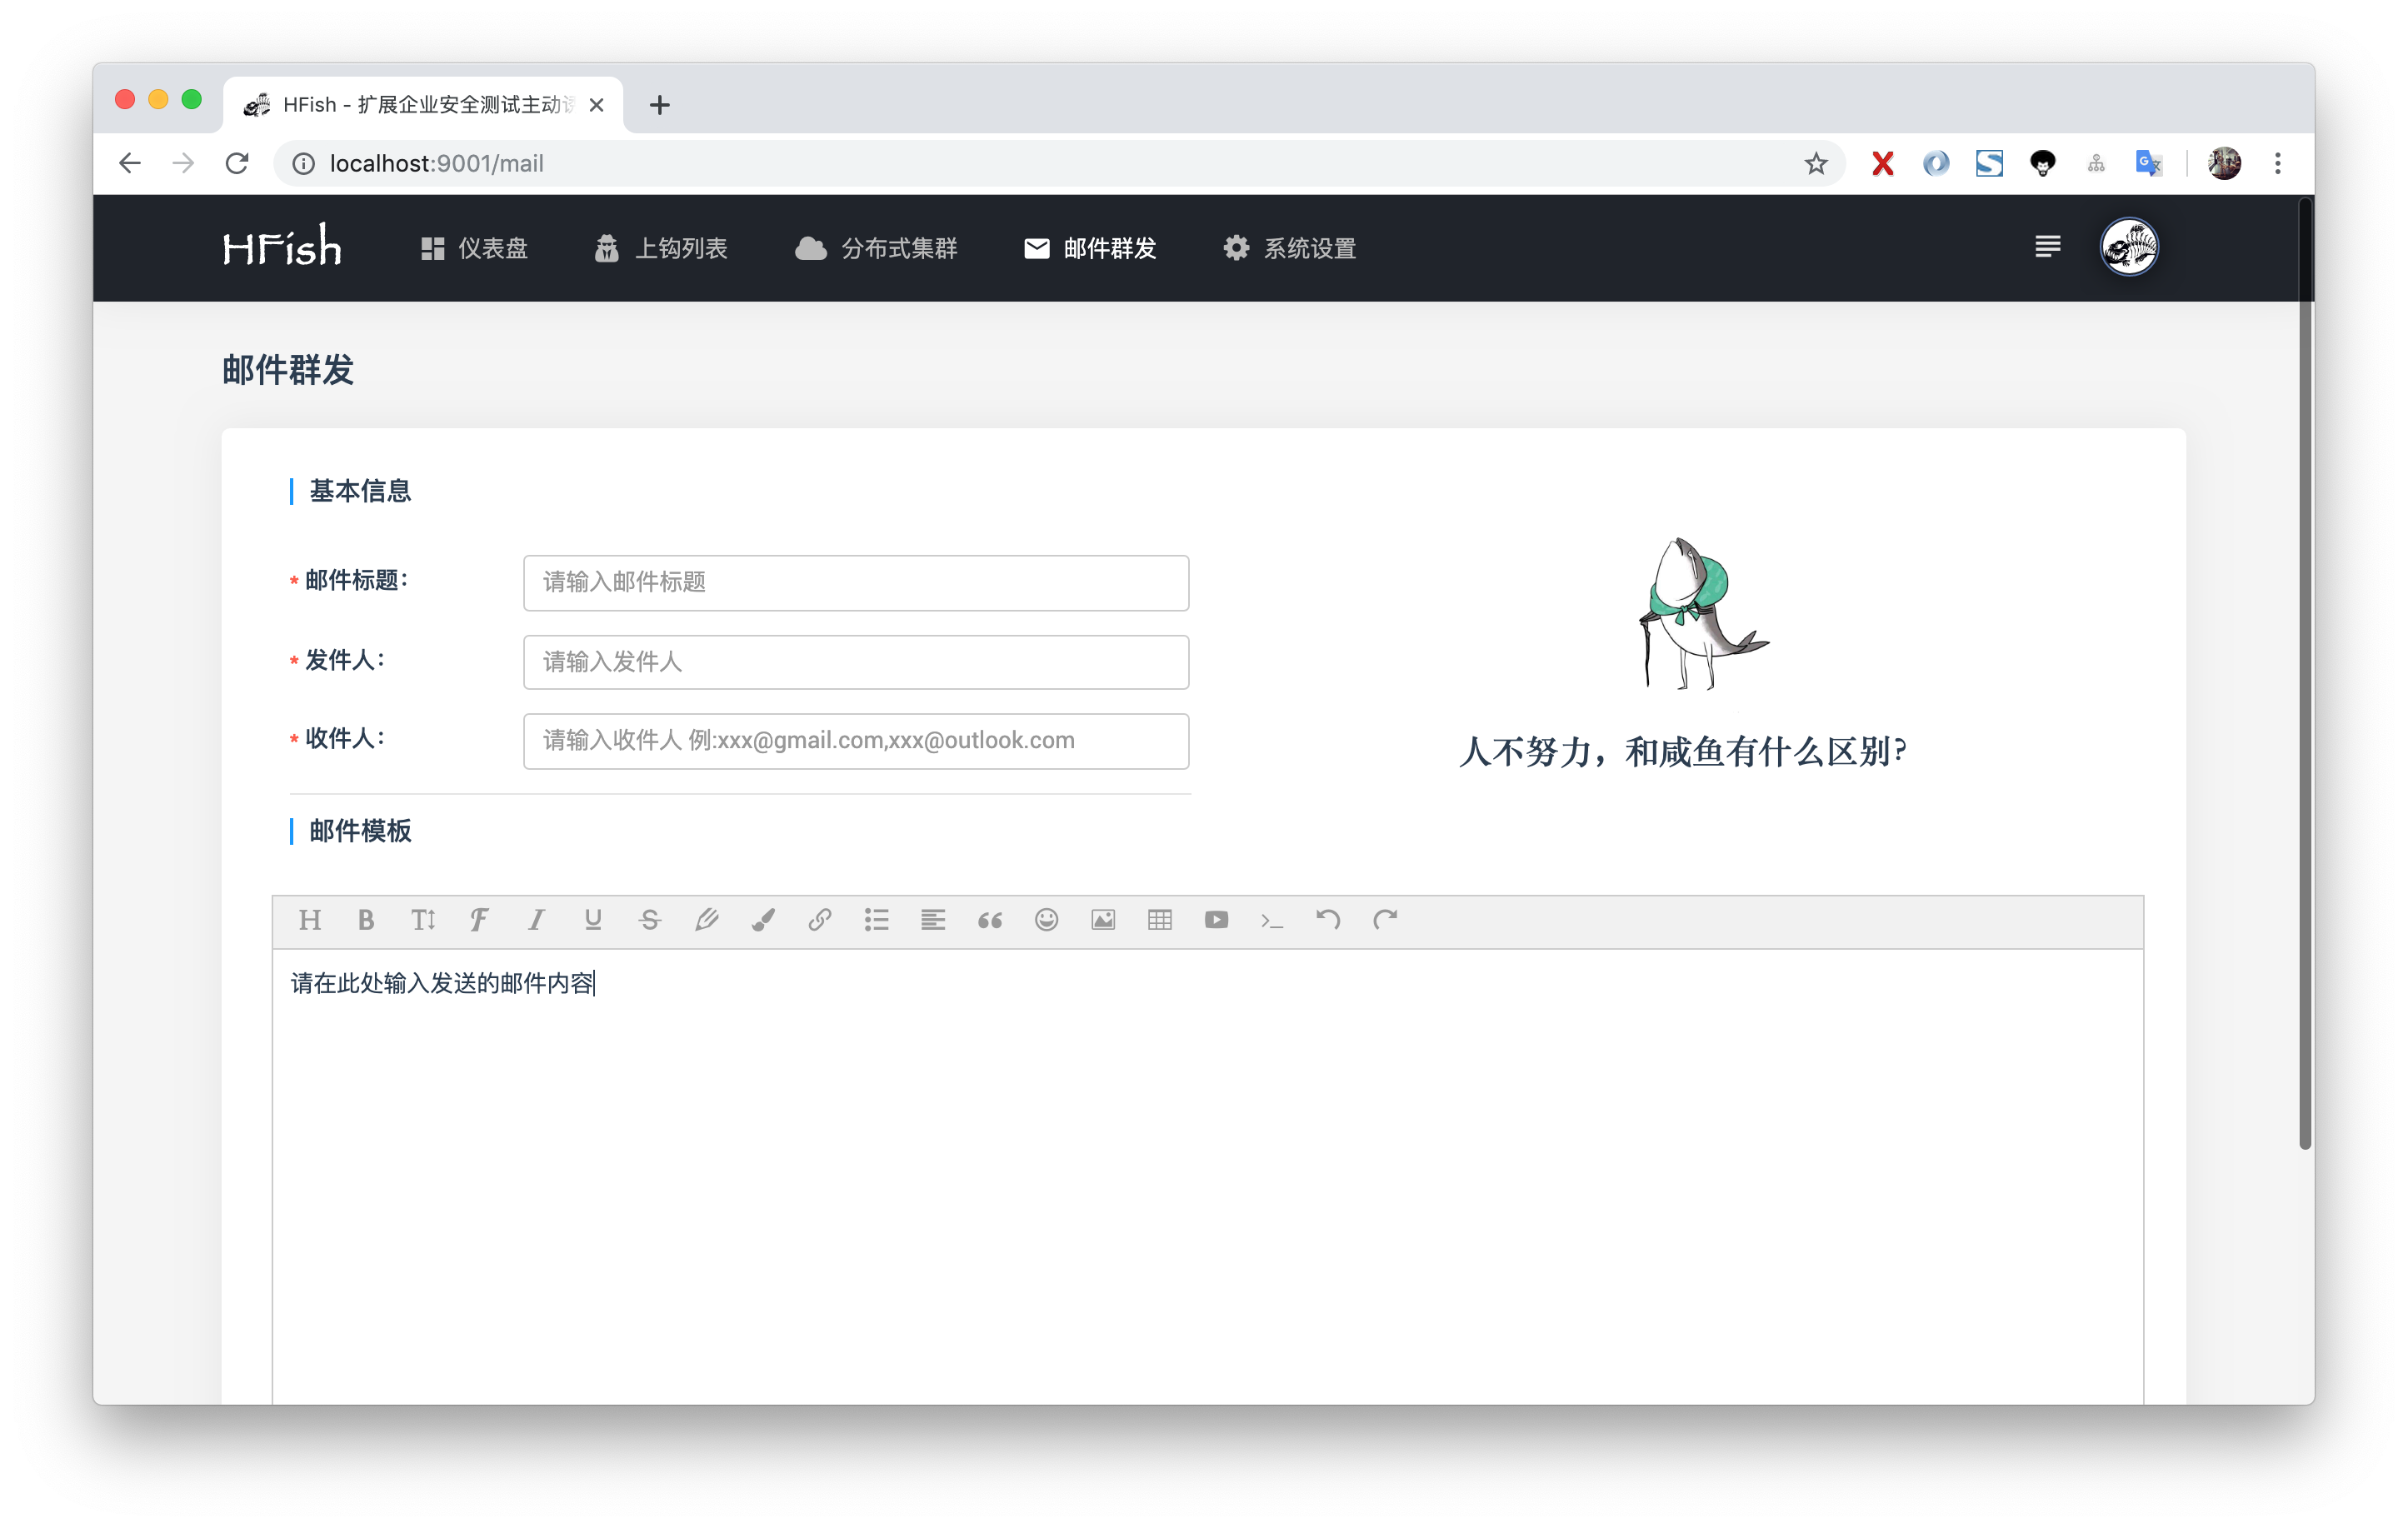 HFish - 扩展企业安全测试主动
localhost:9001/mail
HFish 仪表盘 上钩列表 分布式集群 邮件群发 系统设置
邮件群发
基本信息
* 邮件标题: 请输入邮件标题
* 发件人: 请输入发件人
* 收件人: 请输入收件人 例:xxx@gmail.com,xxx@outlook.com
人不努力，和咸鱼有什么区别?
邮件模板
请在此处输入发送的邮件内容